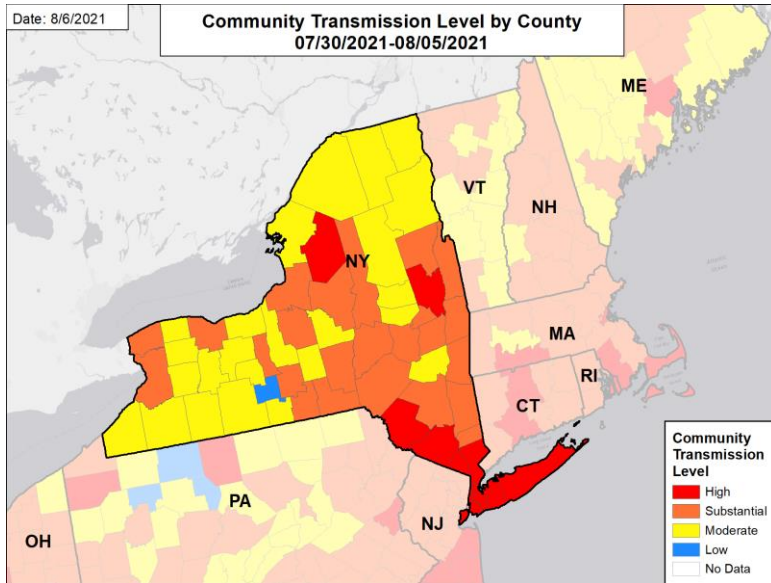 Date: 8/6/2021
Community Transmission Level by County
07/30/2021-08/05/2021
ME
VT
NH
NY
MA
RI
CT
PA
NJ
OH
Community
Transmission
Level
High
Substantial
Moderate
Low
No Data